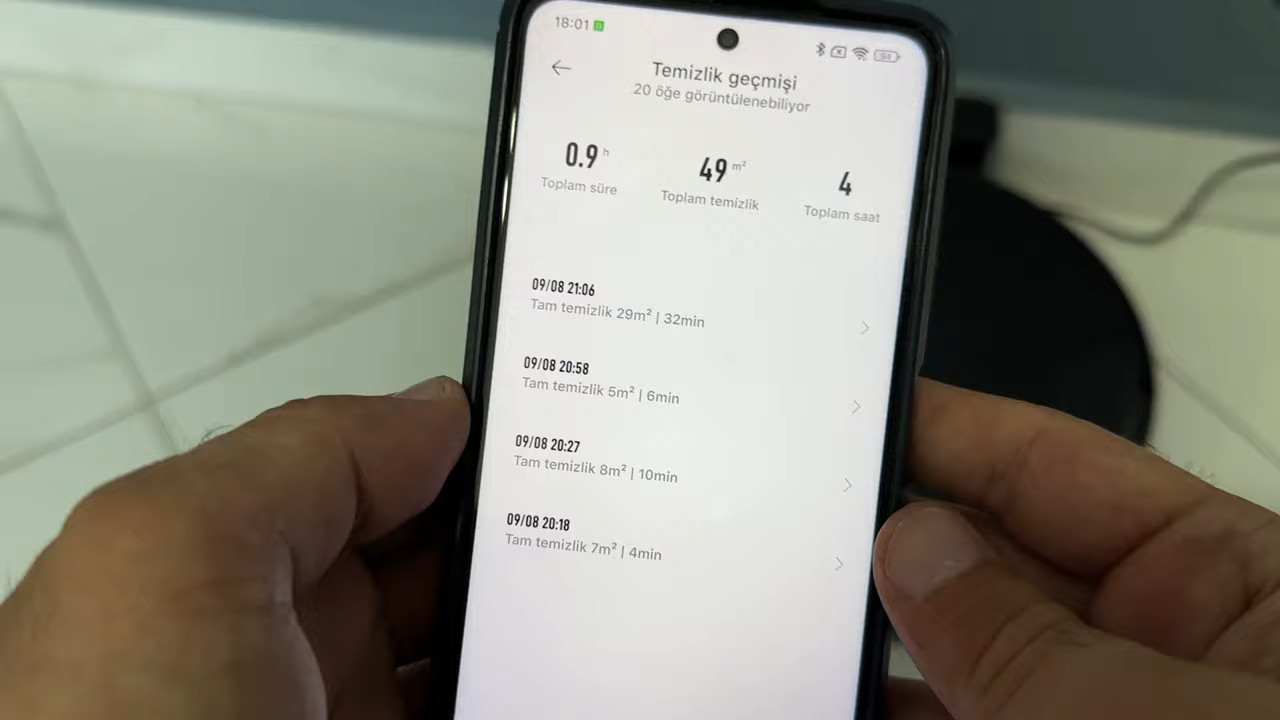 18:01
54
Temizlik geçmişi
20 öğe görüntülenebiliyor
0.9 h
49 m²
4
Toplam süre
Toplam temizlik
Toplam saat
09/08 21:06
Tam temizlik 29m² | 32min
09/08 20:58
Tam temizlik 5m² | 6min
09/08 20:27
Tam temizlik 8m² | 10min
09/08 20:18
Tam temizlik 7m² | 4min